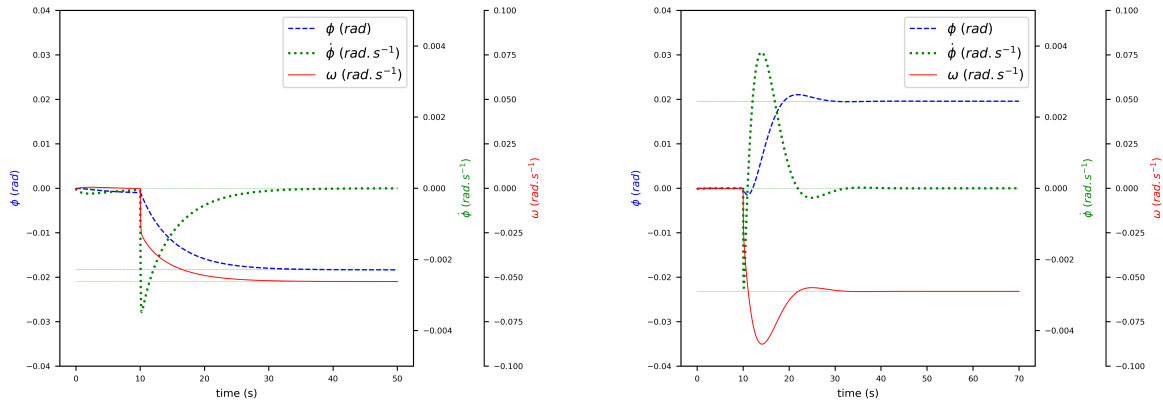 0.04
0.03
0.02
0.01
0.00
−0.01
−0.02
−0.03
−0.04
ϕ (rad)
0 10 20 30 40 50
time (s)
ϕ (rad)
ϕ̇ (rad. s⁻¹)
ω (rad. s⁻¹)
0.004
0.002
0.000
−0.002
−0.004
ϕ̇ (rad. s⁻¹)
0.100
0.075
0.050
0.025
0.000
−0.025
−0.050
−0.075
−0.100
ω (rad. s⁻¹)
0.04
0.03
0.02
0.01
0.00
−0.01
−0.02
−0.03
−0.04
ϕ (rad)
0 10 20 30 40 50 60 70
time (s)
ϕ (rad)
ϕ̇ (rad. s⁻¹)
ω (rad. s⁻¹)
0.004
0.002
0.000
−0.002
−0.004
ϕ̇ (rad. s⁻¹)
0.100
0.075
0.050
0.025
0.000
−0.025
−0.050
−0.075
−0.100
ω (rad. s⁻¹)